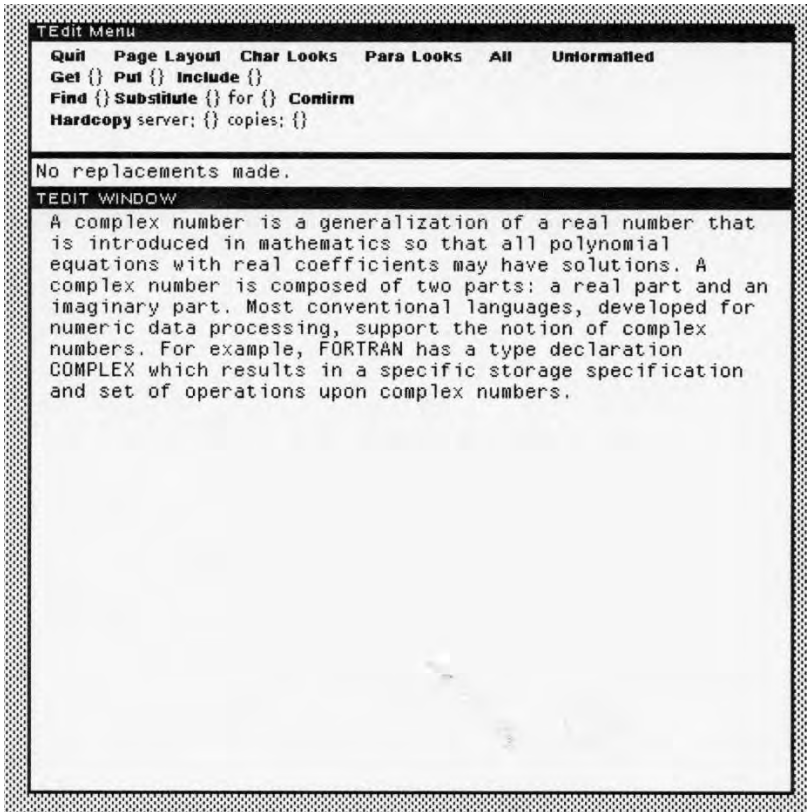 TEdit Menu
Quit Page Layout Char Looks Para Looks All Unformatted
Get {} Put {} Include {}
Find {} Substitute {} for {} Confirm
Hardcopy server: {} copies: {}
No replacements made.
TEDIT WINDOW
A complex number is a generalization of a real number that
is introduced in mathematics so that all polynomial
equations with real coefficients may have solutions. A
complex number is composed of two parts: a real part and an
imaginary part. Most conventional languages, developed for
numeric data processing, support the notion of complex
numbers. For example, FORTRAN has a type declaration
COMPLEX which results in a specific storage specification
and set of operations upon complex numbers.